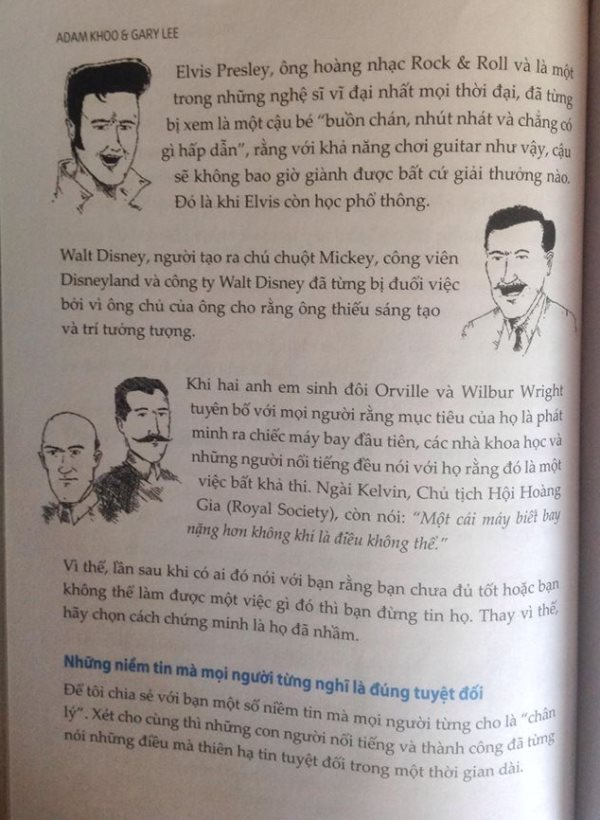 ADAM KHOO & GARY LEE
Elvis Presley, ông hoàng nhạc Rock & Roll và là một
trong những nghệ sĩ vĩ đại nhất mọi thời đại, đã từng
bị xem là một cậu bé “buồn chán, nhút nhát và chẳng có
gì hấp dẫn”, rằng với khả năng chơi guitar như vậy, cậu
sẽ không bao giờ giành được bất cứ giải thưởng nào.
Đó là khi Elvis còn học phổ thông.
Walt Disney, người tạo ra chú chuột Mickey, công viên
Disneyland và công ty Walt Disney đã từng bị đuổi việc
bởi vì ông chủ của ông cho rằng ông thiếu sáng tạo
và trí tưởng tượng.
Khi hai anh em sinh đôi Orville và Wilbur Wright
tuyên bố với mọi người rằng mục tiêu của họ là phát
minh ra chiếc máy bay đầu tiên, các nhà khoa học và
những người nổi tiếng đều nói với họ rằng đó là một
việc bất khả thi. Ngài Kelvin, Chủ tịch Hội Hoàng
Gia (Royal Society), còn nói: “Một cái máy biết bay
nặng hơn không khí là điều không thể.”
Vì thế, lần sau khi có ai đó nói với bạn rằng bạn chưa đủ tốt hoặc bạn
không thể làm được một việc gì đó thì bạn đừng tin họ. Thay vì thế,
hãy chọn cách chứng minh là họ đã nhầm.
Những niềm tin mà mọi người từng nghĩ là đúng tuyệt đối
Để tôi chia sẻ với bạn một số niềm tin mà mọi người từng cho là “chân
lý”. Xét cho cùng thì những con người nổi tiếng và thành công đã từng
nói những điều mà thiên hạ tin tuyệt đối trong một thời gian dài.